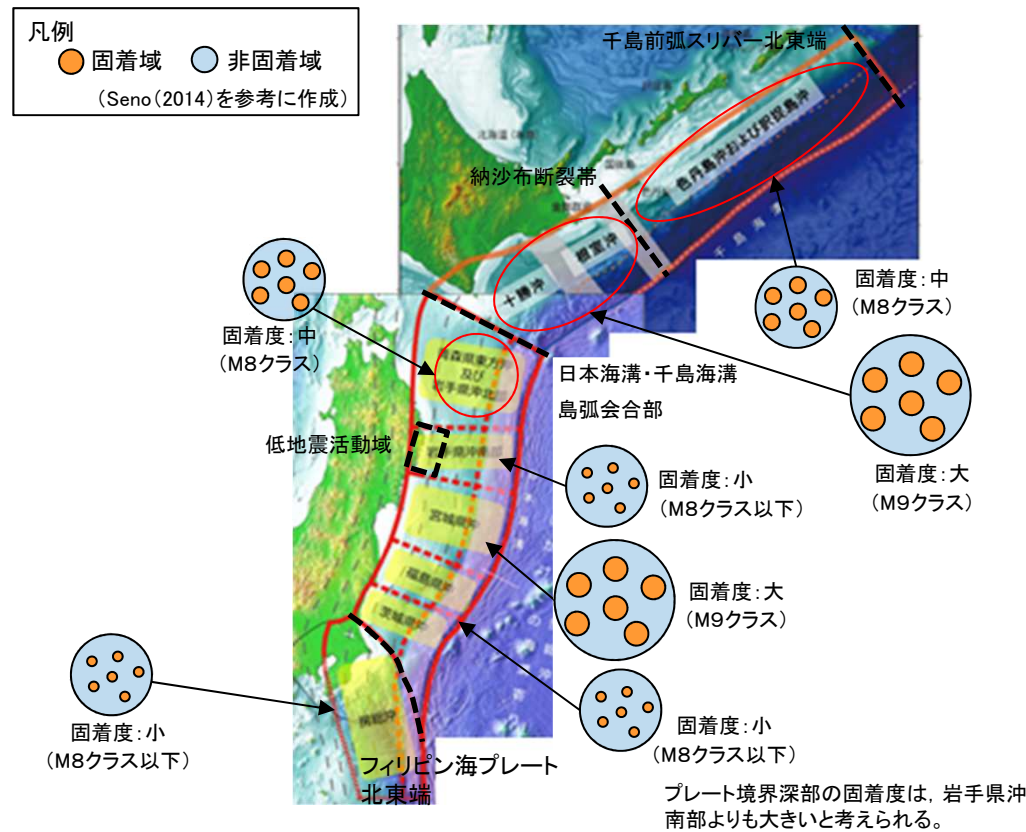 凡例
固着域
非固着域
(Seno(2014)を参考に作成)
千島前弧スリバー北東端
色丹島沖および択捉島沖
納沙布断裂帯
千島海溝
根室沖
十勝沖
固着度:中
(M8クラス)
固着度:中
(M8クラス)
青森県東方沖
及び
岩手県沖北部
日本海溝・千島海溝
島弧会合部
固着度:大
(M9クラス)
低地震活動域
岩手県沖南部
固着度:小
(M8クラス以下)
宮城県沖
福島県沖
茨城県沖
固着度:大
(M9クラス)
固着度:小
(M8クラス以下)
房総沖
固着度:小
(M8クラス以下)
フィリピン海プレート
北東端
プレート境界深部の固着度は,岩手県沖
南部よりも大きいと考えられる。